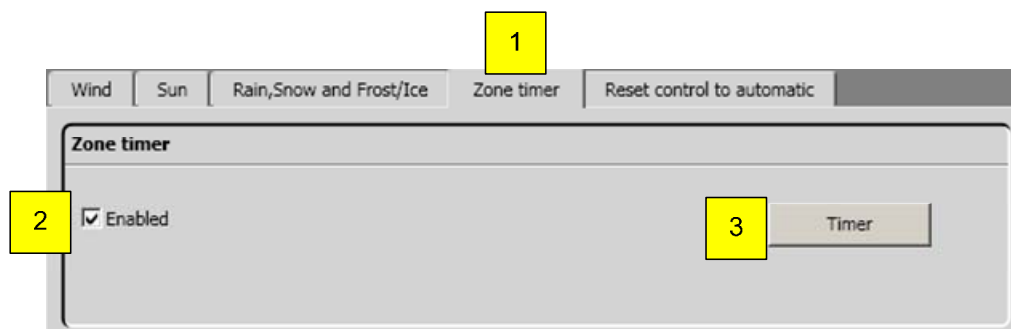 1
Wind Sun Rain,Snow and Frost/Ice Zone timer Reset control to automatic
Zone timer
2 Enabled 3 Timer